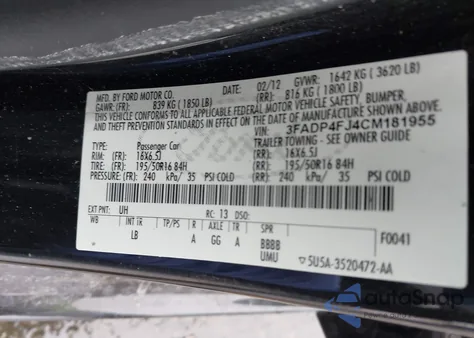 MFD. BY FORD MOTOR CO.
DATE: 02/12 GVWR: 1642 KG (3620 LB)
GAWR: (FR): 839 KG (1850 LB) (RR): 816 KG (1800 LB)
THIS VEHICLE CONFORMS TO ALL APPLICABLE FEDERAL MOTOR VEHICLE SAFETY, BUMPER,
AND THEFT PREVENTION STANDARDS IN EFFECT ON THE DATE OF MANUFACTURE SHOWN ABOVE.
VIN: 3FADP4FJ4CM181955
TYPE: Passenger Car TRAILER TOWING - SEE OWNER GUIDE
RIM: (FR): 16X6.5J (RR): 16X6.5J
TIRE: (FR): 195/50R16 84H (RR): 195/50R16 84H
PRESSURE: (FR): 240 kPa/ 35 PSI COLD (RR): 240 kPa/ 35 PSI COLD
EXT PNT: UH RC: 13 DSO:
WB INT TR TP/PS R AXLE TR F0041
LB A GG A BBBB
UMU ▽5U5A-3520472-AA
AutoSnap